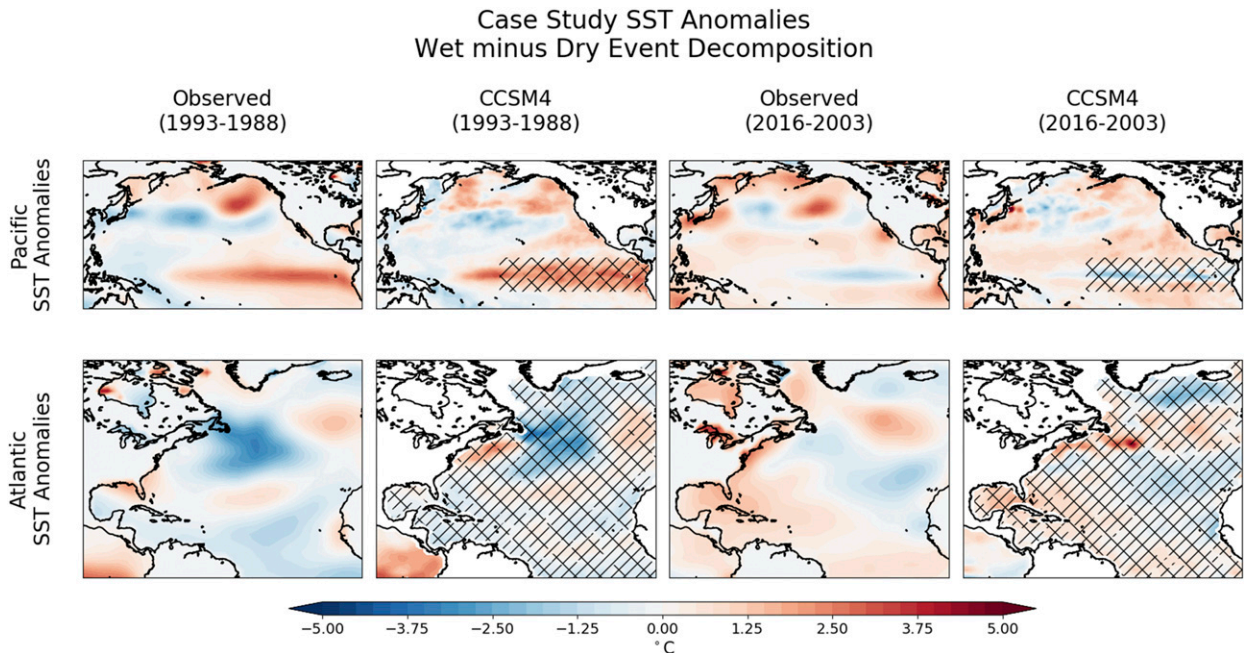 Case Study SST Anomalies
Wet minus Dry Event Decomposition
Observed
(1993-1988)
CCSM4
(1993-1988)
Observed
(2016-2003)
CCSM4
(2016-2003)
Pacific
SST Anomalies
Atlantic
SST Anomalies
−5.00 −3.75 −2.50 −1.25 0.00 1.25 2.50 3.75 5.00
°C